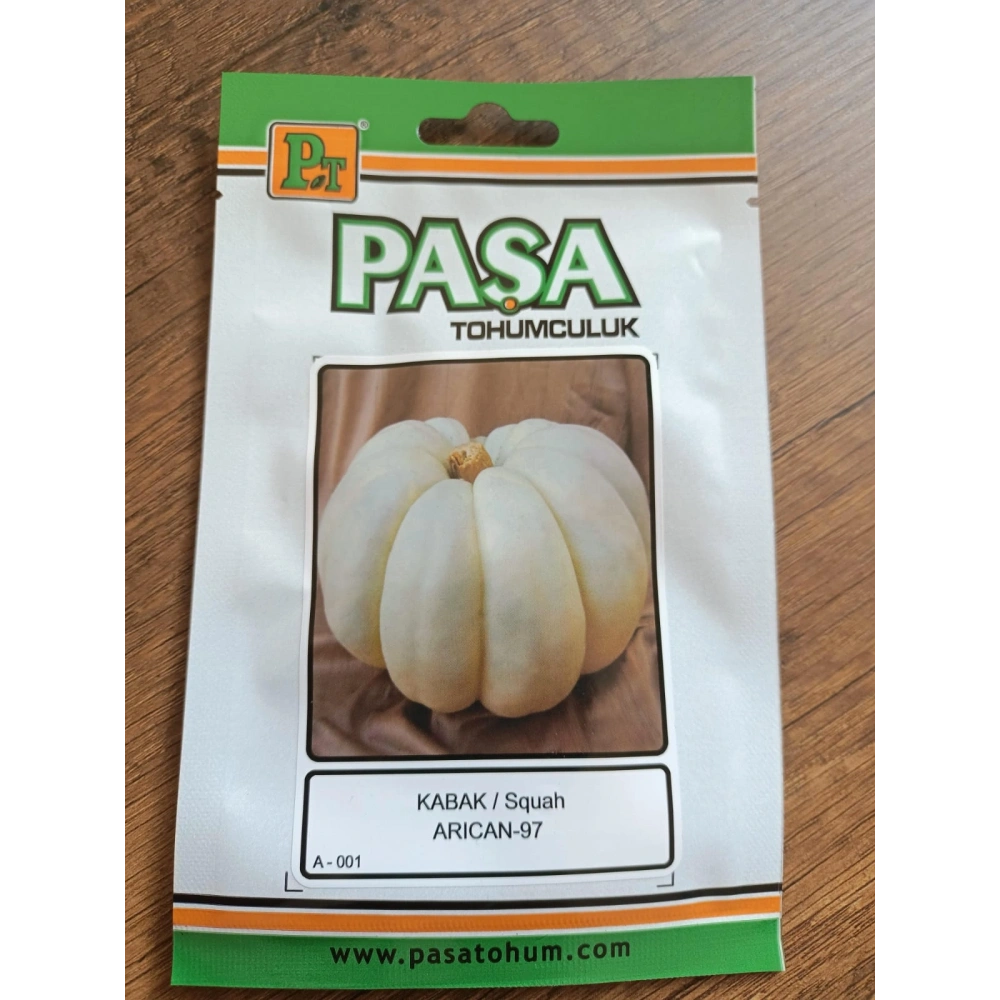 PT ®
PAŞA
TOHUMCULUK
KABAK / Squah
ARICAN-97
A - 001
www.pasatohum.com